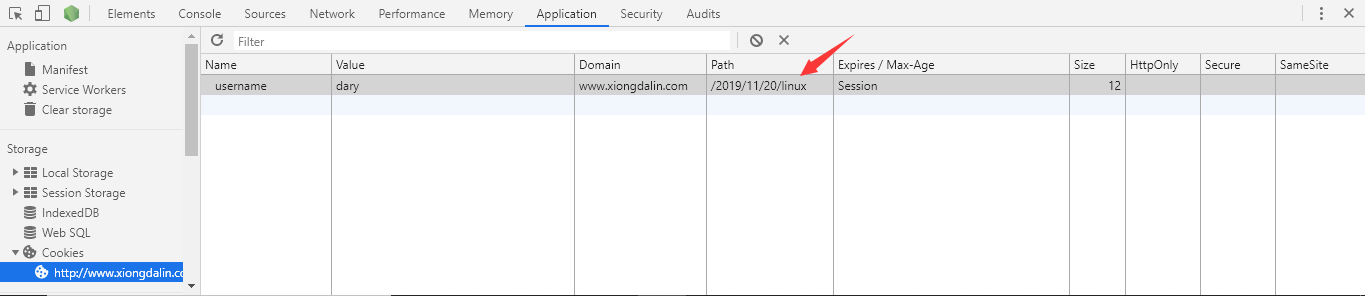 Elements Console Sources Network Performance Memory Application Security Audits
Application
Manifest
Service Workers
Clear storage
Storage
Local Storage
Session Storage
IndexedDB
Web SQL
Cookies
http://www.xiongdalin.co
Filter
Name Value Domain Path Expires / Max-Age Size HttpOnly Secure SameSite
username dary www.xiongdalin.com /2019/11/20/linux Session 12